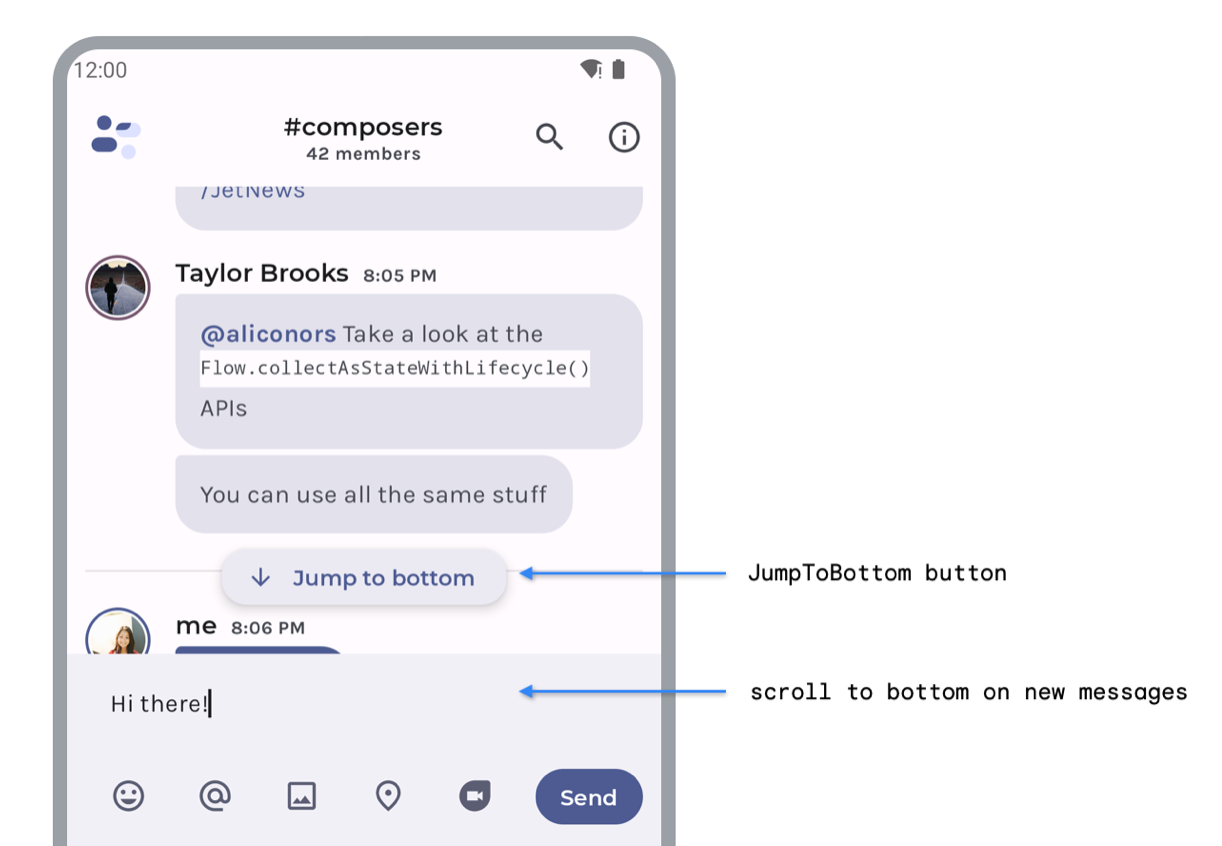 12:00
#composers
42 members
/JetNews
Taylor Brooks 8:05 PM
@aliconors Take a look at the
Flow.collectAsStateWithLifecycle()
APIs
You can use all the same stuff
Jump to bottom
JumpToBottom button
me 8:06 PM
scroll to bottom on new messages
Hi there!
Send